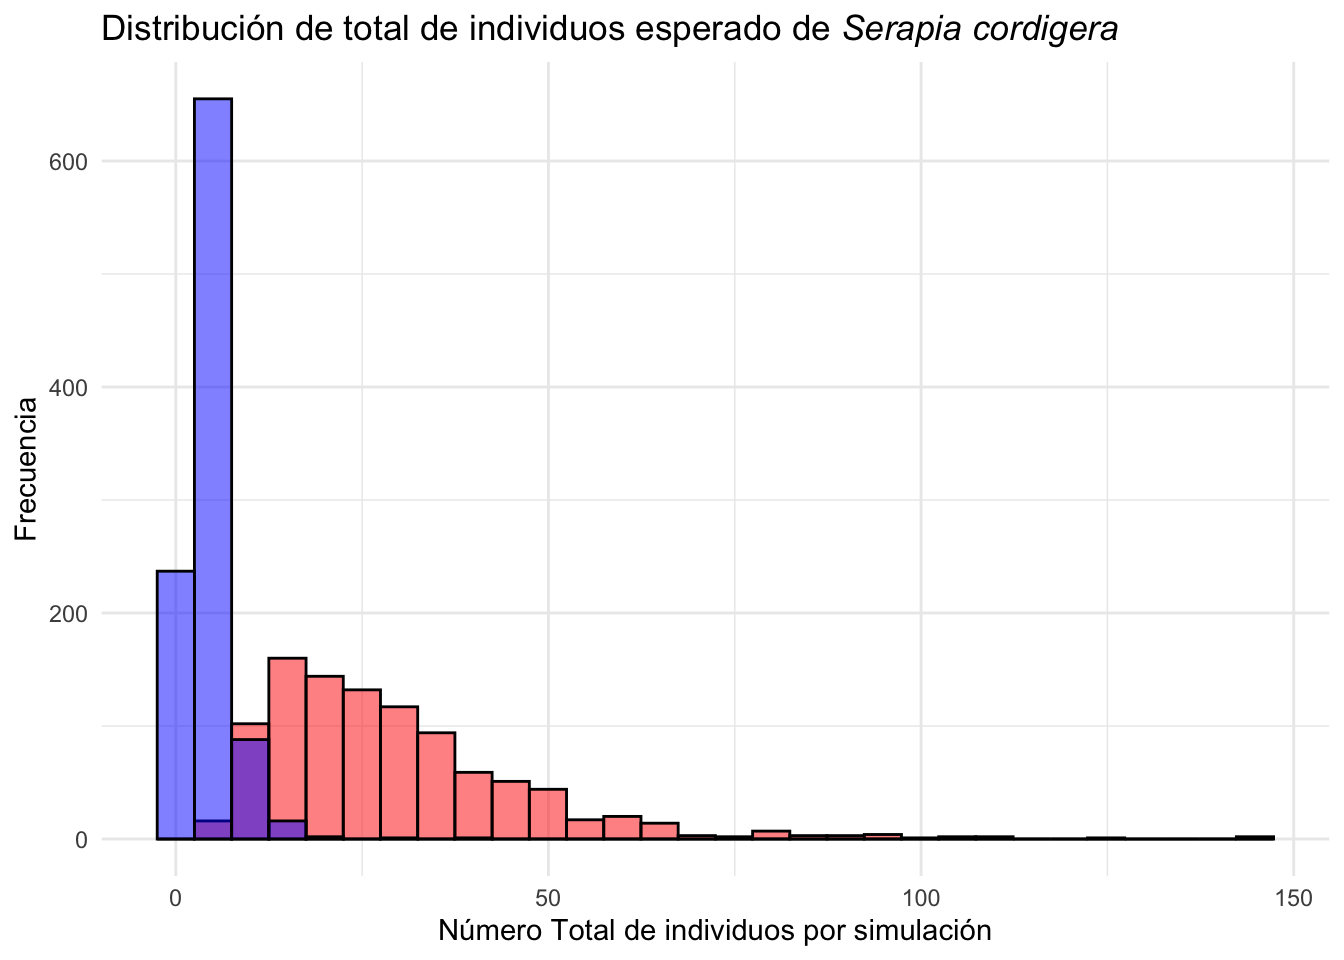 Distribución de total de individuos esperado de Serapia cordigera
600
400
200
0
Frecuencia
0 50 100 150
Número Total de individuos por simulación